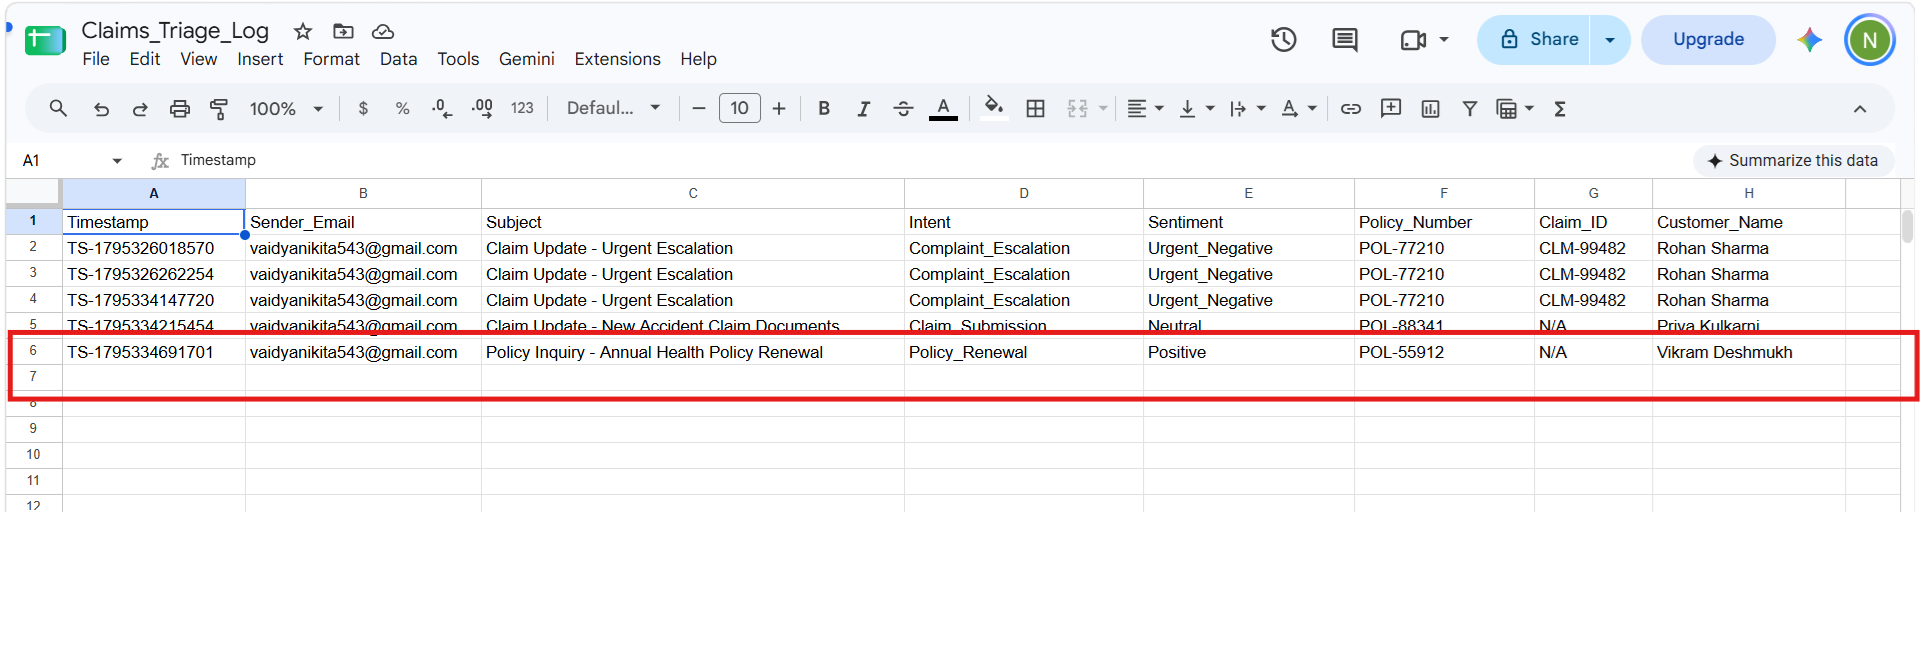 Claims_Triage_Log
File Edit View Insert Format Data Tools Gemini Extensions Help
Share
Upgrade
N
100% $ % .0 .00 123 Defaul... 10 B I A
A1 fx Timestamp
Summarize this data
A B C D E F G H
1 Timestamp Sender_Email Subject Intent Sentiment Policy_Number Claim_ID Customer_Name
2 TS-1795326018570 vaidyanikita543@gmail.com Claim Update - Urgent Escalation Complaint_Escalation Urgent_Negative POL-77210 CLM-99482 Rohan Sharma
3 TS-1795326262254 vaidyanikita543@gmail.com Claim Update - Urgent Escalation Complaint_Escalation Urgent_Negative POL-77210 CLM-99482 Rohan Sharma
4 TS-1795334147720 vaidyanikita543@gmail.com Claim Update - Urgent Escalation Complaint_Escalation Urgent_Negative POL-77210 CLM-99482 Rohan Sharma
5 TS-1795334215454 vaidyanikita543@gmail.com Claim Update - New Accident Claim Documents Claim_Submission Neutral POL-88341 N/A Priya Kulkarni
6 TS-1795334691701 vaidyanikita543@gmail.com Policy Inquiry - Annual Health Policy Renewal Policy_Renewal Positive POL-55912 N/A Vikram Deshmukh
7
8
9
10
11
12